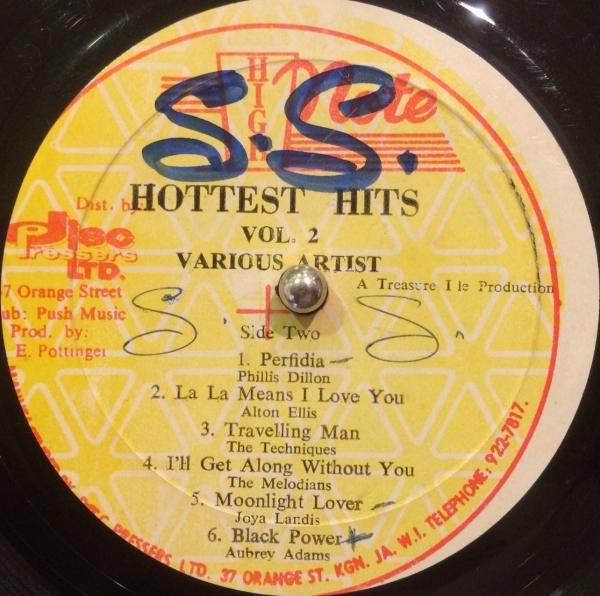 HIGH Note
S.S.
HOTTEST HITS
VOL. 2
VARIOUS ARTIST
Dist. by
Disc
Pressers
LTD.
7 Orange Street
ub: Push Music
Prod. by:
E. Pottinger
A Treasure I le Production
S. S.
Side Two
1. Perfidia
Phillis Dillon
2. La La Means I Love You
Alton Ellis
3. Travelling Man
The Techniques
4. I'll Get Along Without You
The Melodians
5. Moonlight Lover
Joya Landis
6. Black Power
Aubrey Adams
PRESSERS LTD. 37 ORANGE ST. KGN. JA. W.I. TELEPHONE: 922-7817.